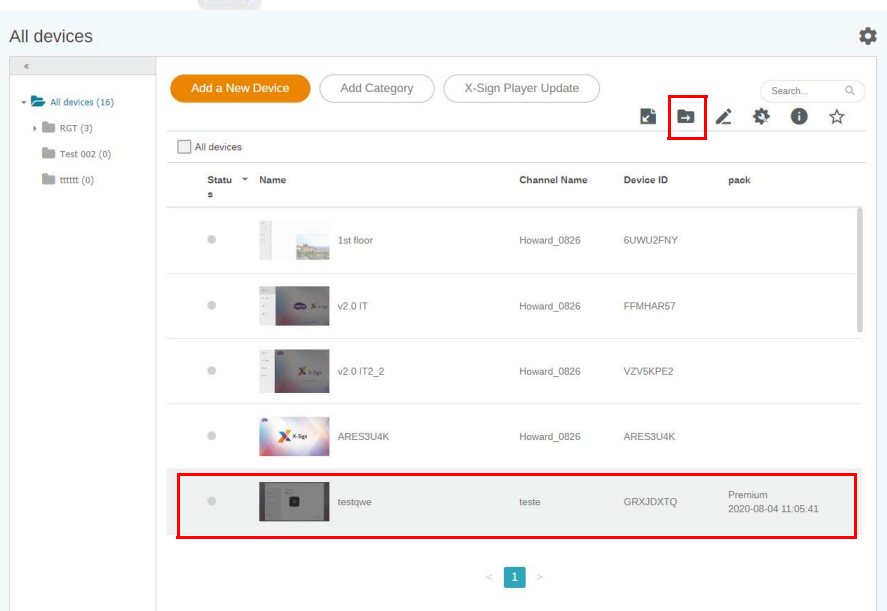 All devices
«
All devices (16)
RGT (3)
Test 002 (0)
tttttt (0)
Add a New Device
Add Category
X-Sign Player Update
Search...
All devices
Statu
s
Name
Channel Name
Device ID
pack
1st floor
Howard_0826
6UWU2FNY
v2.0 IT
Howard_0826
FFMHAR57
v2.0 IT2_2
Howard_0826
VZV5KPE2
X-Sign
ARES3U4K
Howard_0826
ARES3U4K
testqwe
teste
GRXJDXTQ
Premium
2020-08-04 11:05:41
< 1 >